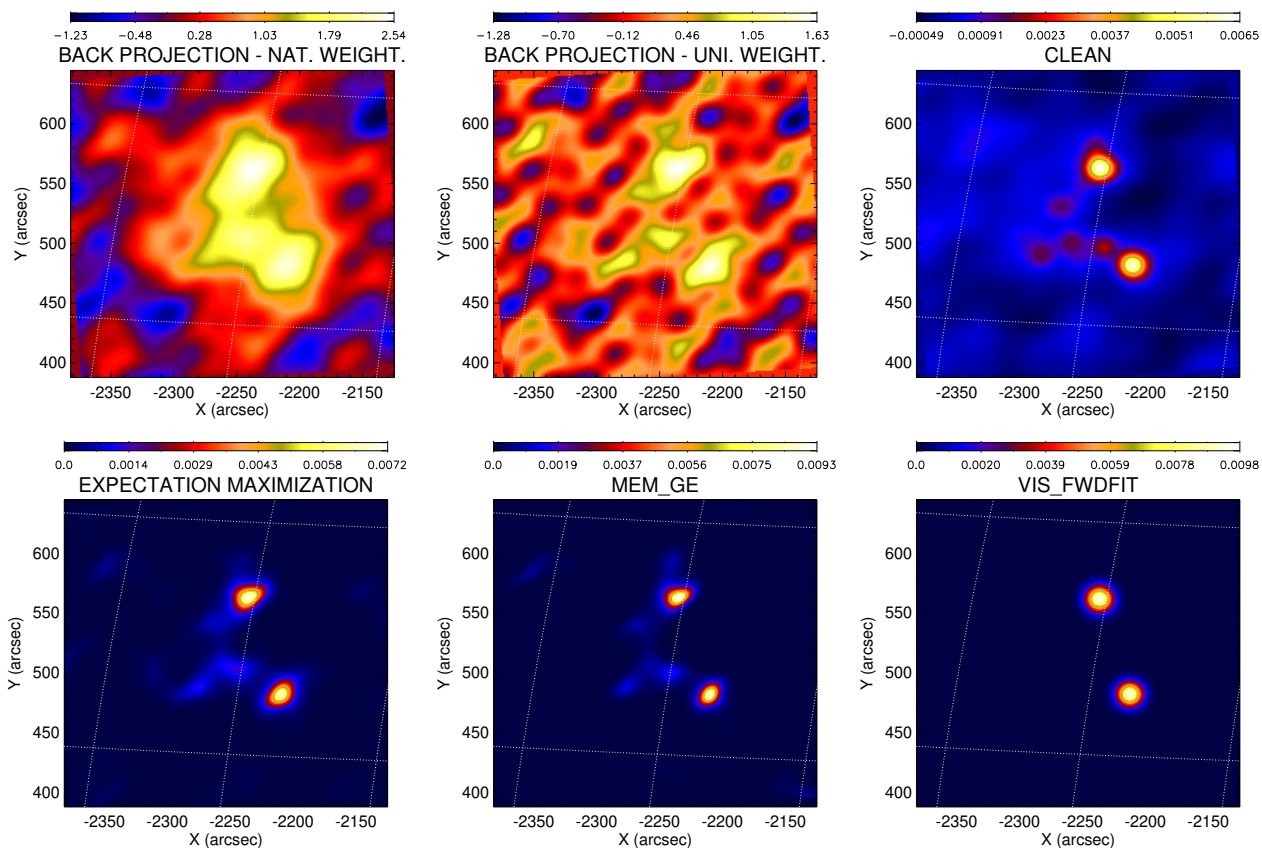 −1.23 −0.48 0.28 1.03 1.79 2.54
BACK PROJECTION - NAT. WEIGHT.
600
550
500
450
400
Y (arcsec)
-2350 -2300 -2250 -2200 -2150
X (arcsec)
−1.28 −0.70 −0.12 0.46 1.05 1.63
BACK PROJECTION - UNI. WEIGHT.
600
550
500
450
400
Y (arcsec)
-2350 -2300 -2250 -2200 -2150
X (arcsec)
−0.00049 0.00091 0.0023 0.0037 0.0051 0.0065
CLEAN
600
550
500
450
400
Y (arcsec)
-2350 -2300 -2250 -2200 -2150
X (arcsec)
0.0 0.0014 0.0029 0.0043 0.0058 0.0072
EXPECTATION MAXIMIZATION
600
550
500
450
400
Y (arcsec)
-2350 -2300 -2250 -2200 -2150
X (arcsec)
0.0 0.0019 0.0037 0.0056 0.0075 0.0093
MEM_GE
600
550
500
450
400
Y (arcsec)
-2350 -2300 -2250 -2200 -2150
X (arcsec)
0.0 0.0020 0.0039 0.0059 0.0078 0.0098
VIS_FWDFIT
600
550
500
450
400
Y (arcsec)
-2350 -2300 -2250 -2200 -2150
X (arcsec)